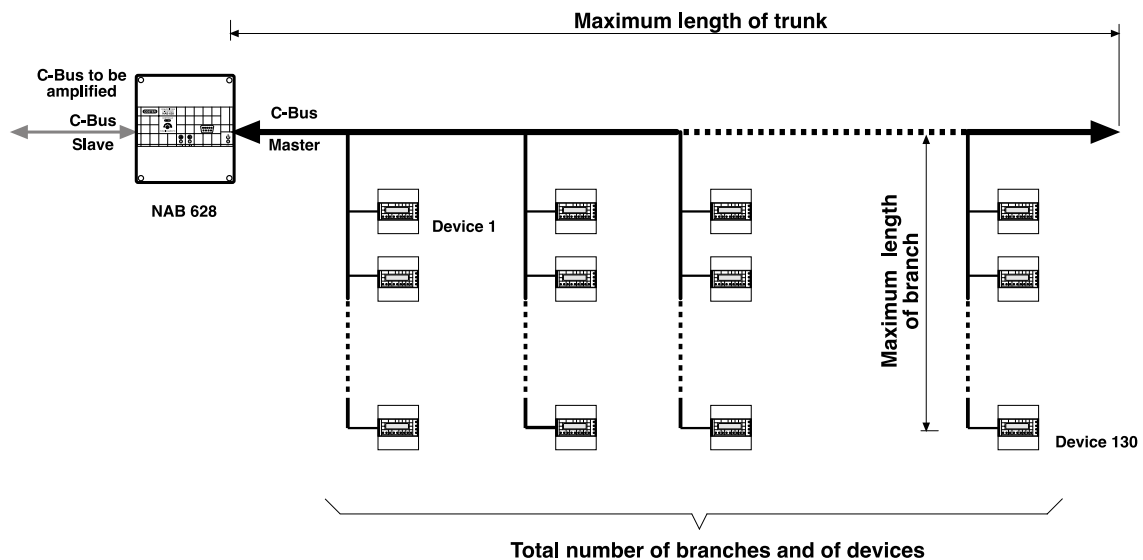 Maximum length of trunk
C-Bus to be
amplified
C-Bus
Slave
C-Bus
Master
NAB 628
Device 1
Maximum length
of branch
Device 130
Total number of branches and of devices